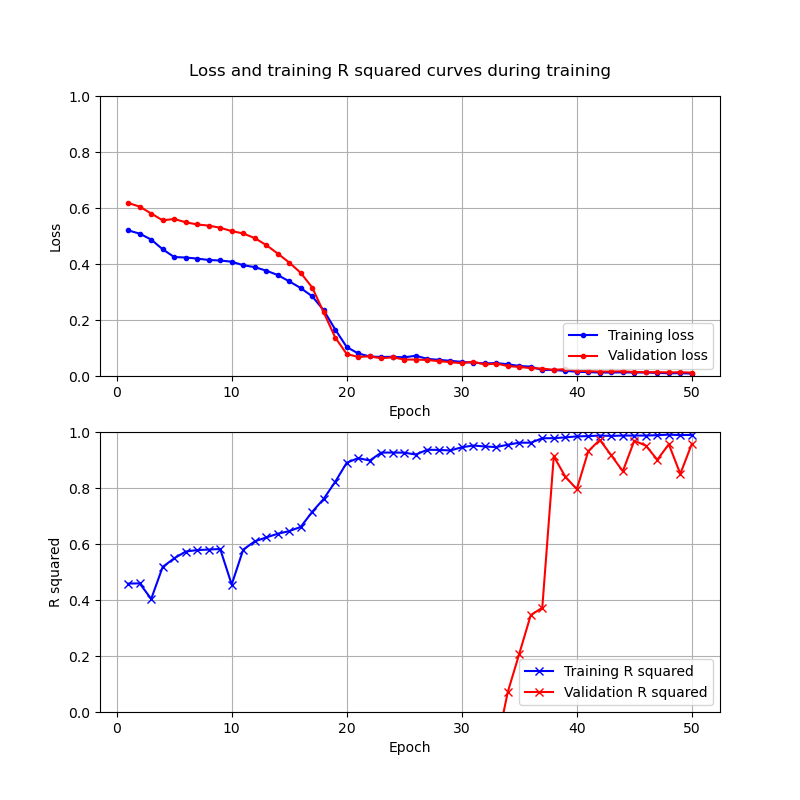 Loss and training R squared curves during training
1.0
0.8
0.6
0.4
0.2
0.0
Loss
Training loss
Validation loss
0 10 20 30 40 50
Epoch
1.0
0.8
0.6
0.4
0.2
0.0
R squared
Training R squared
Validation R squared
0 10 20 30 40 50
Epoch